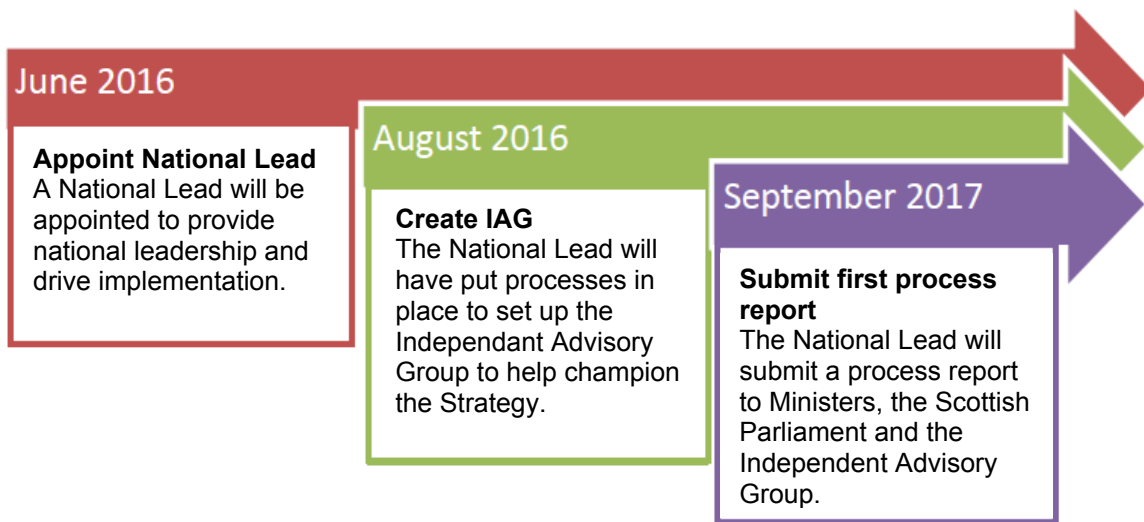 June 2016
Appoint National Lead
A National Lead will be
appointed to provide
national leadership and
drive implementation.
August 2016
Create IAG
The National Lead will
have put processes in
place to set up the
Independant Advisory
Group to help champion
the Strategy.
September 2017
Submit first process
report
The National Lead will
submit a process report
to Ministers, the Scottish
Parliament and the
Independent Advisory
Group.